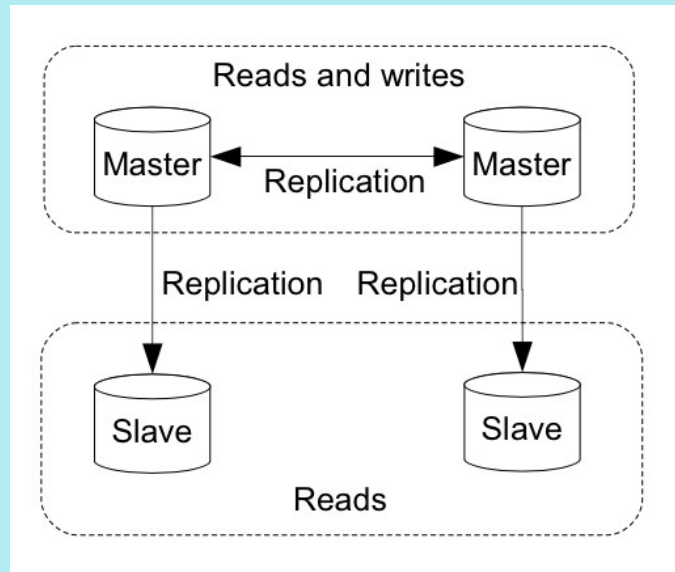 Reads and writes
Master
Master
Replication
Replication
Replication
Slave
Slave
Reads